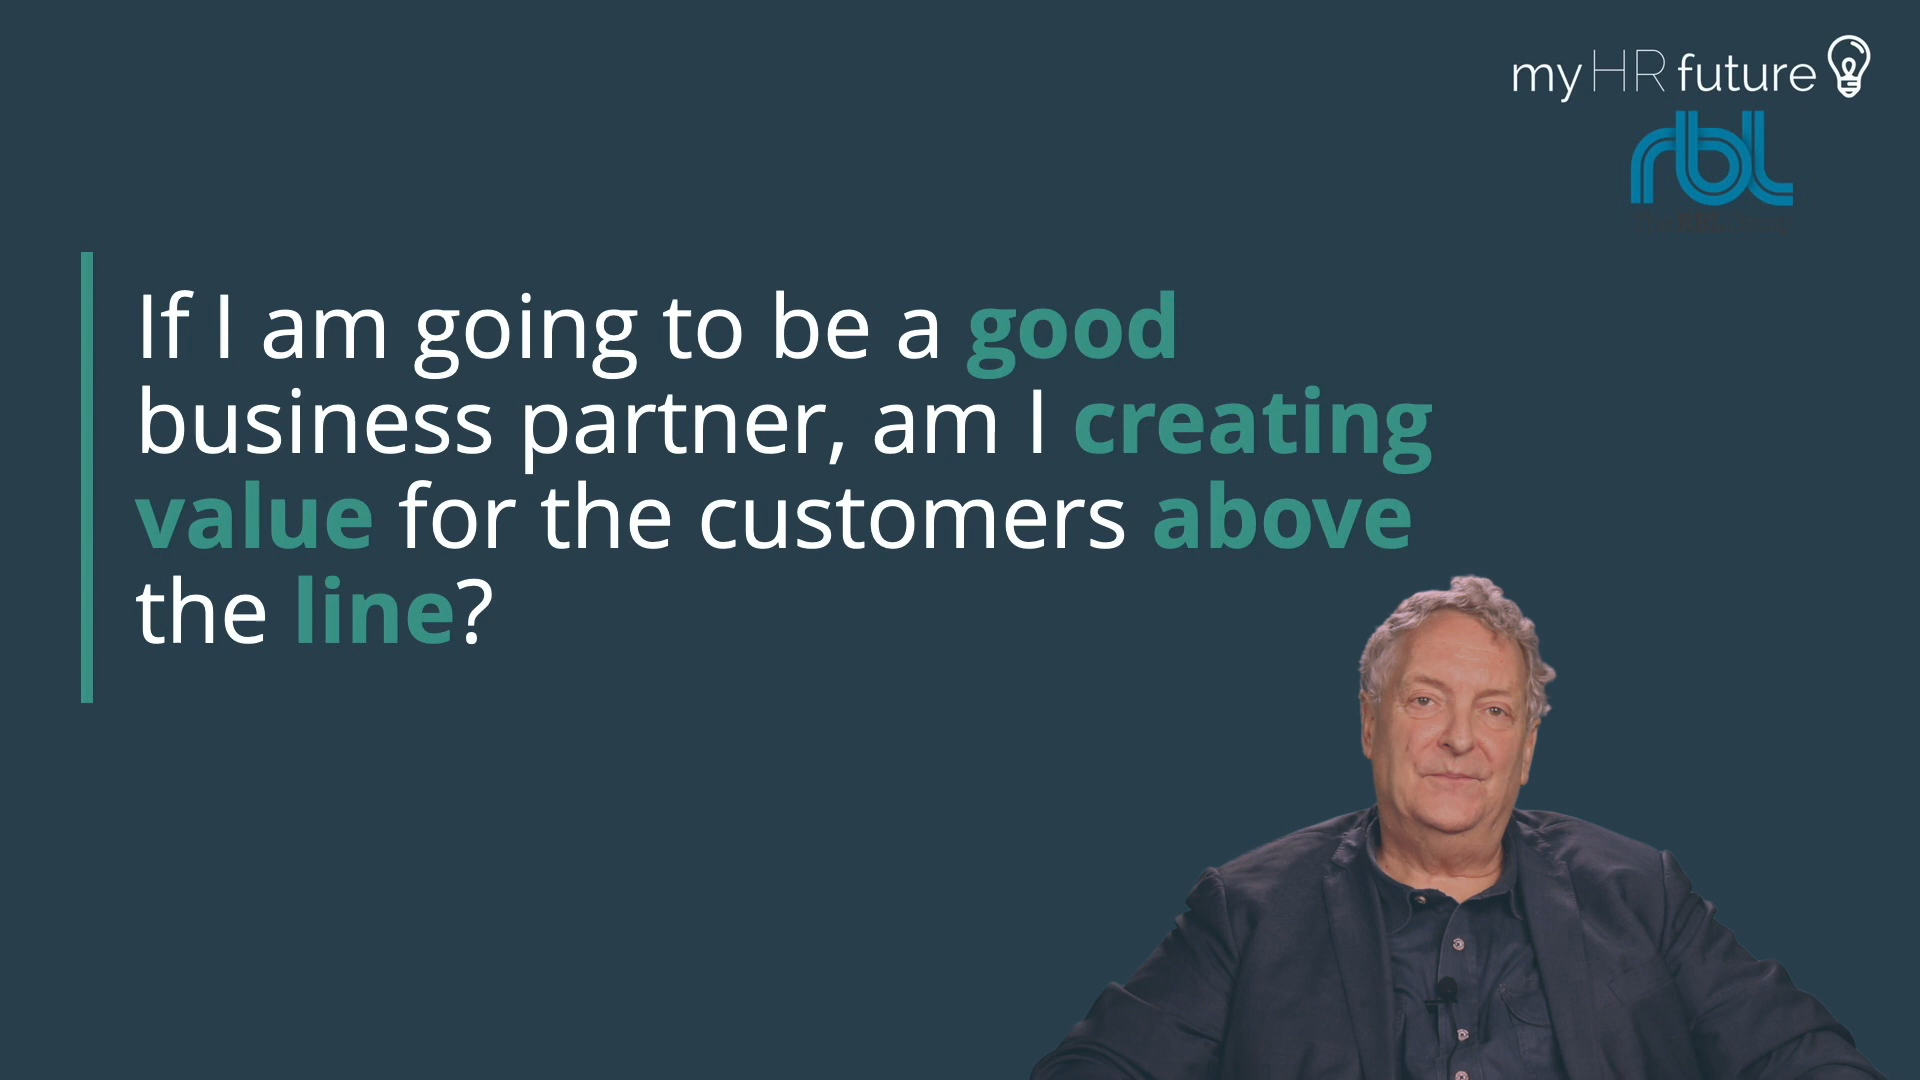 my HR future
rbl
If I am going to be a good
business partner, am I creating
value for the customers above
the line?